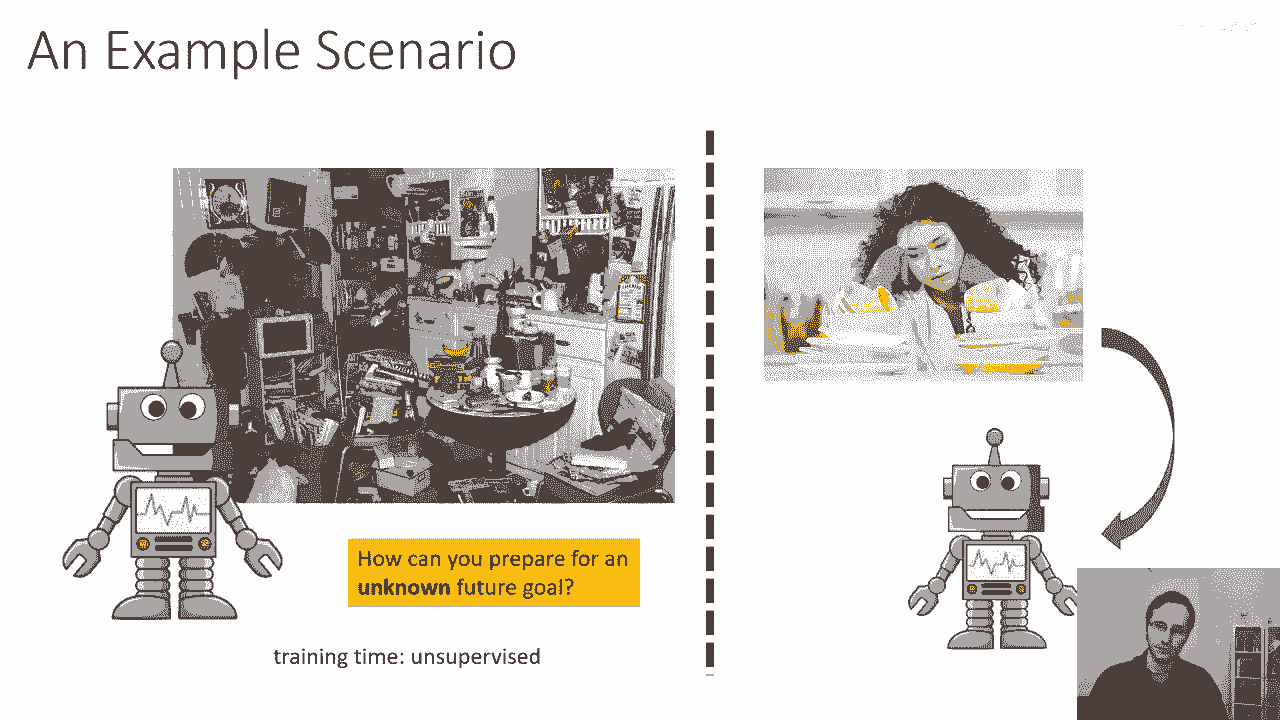 An Example Scenario
How can you prepare for an
unknown future goal?
training time: unsupervised